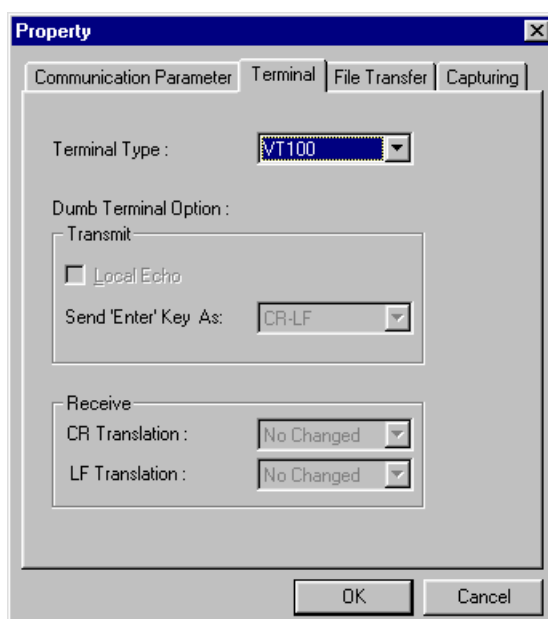 Property
Communication Parameter Terminal File Transfer Capturing
Terminal Type : VT100
Dumb Terminal Option :
Transmit
Local Echo
Send 'Enter' Key As: CR-LF
Receive
CR Translation : No Changed
LF Translation : No Changed
OK Cancel